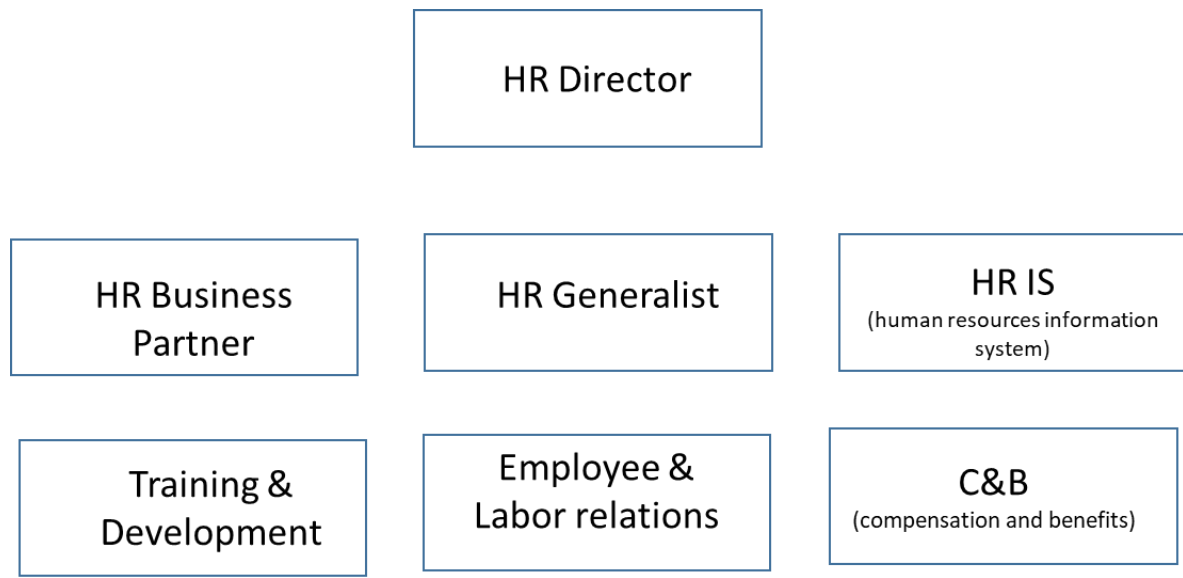 HR Director
HR Business
Partner
HR Generalist
HR IS
(human resources information
system)
Training &
Development
Employee &
Labor relations
C&B
(compensation and benefits)